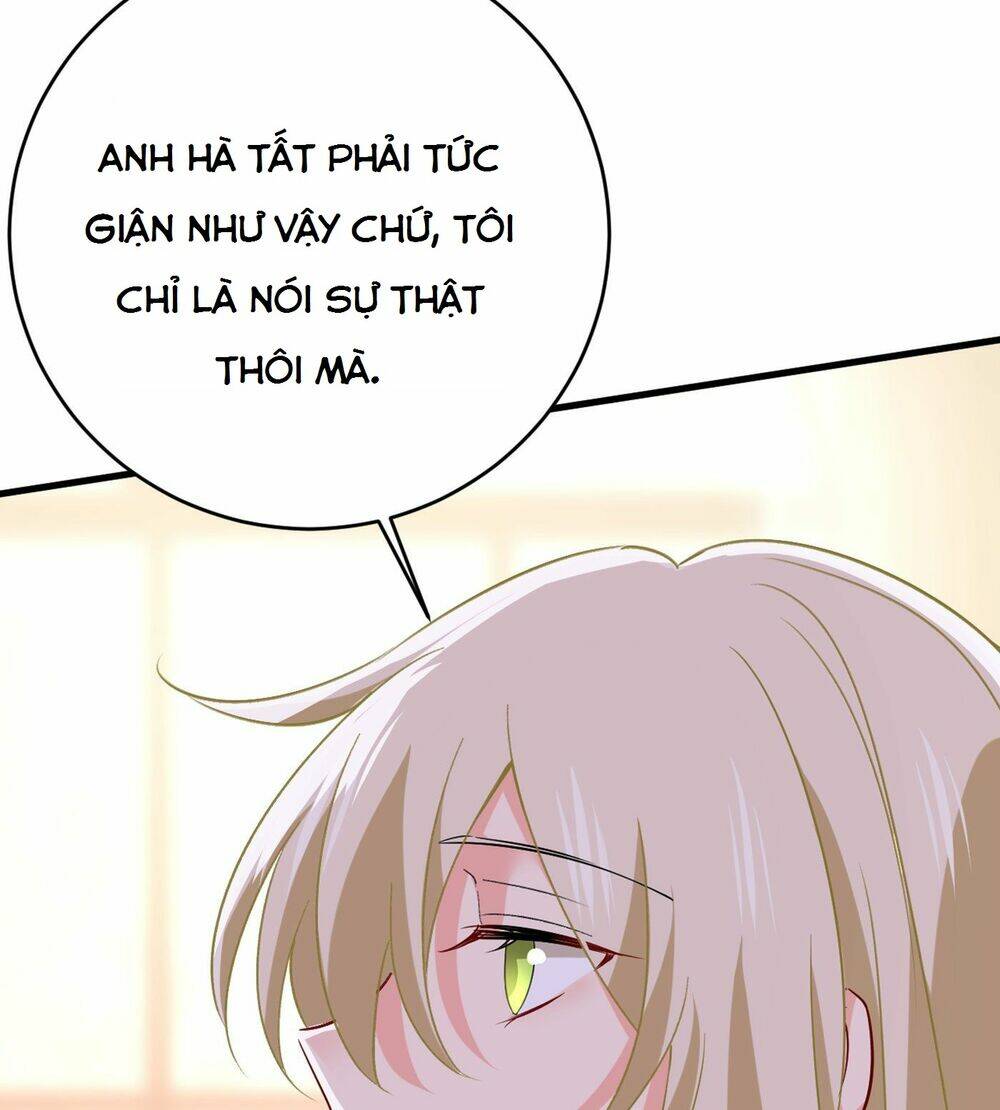 ANH HÀ TẤT PHẢI TỨC
GIẬN NHƯ VẬY CHỨ, TÔI
CHỈ LÀ NÓI SỰ THẬT
THÔI MÀ.